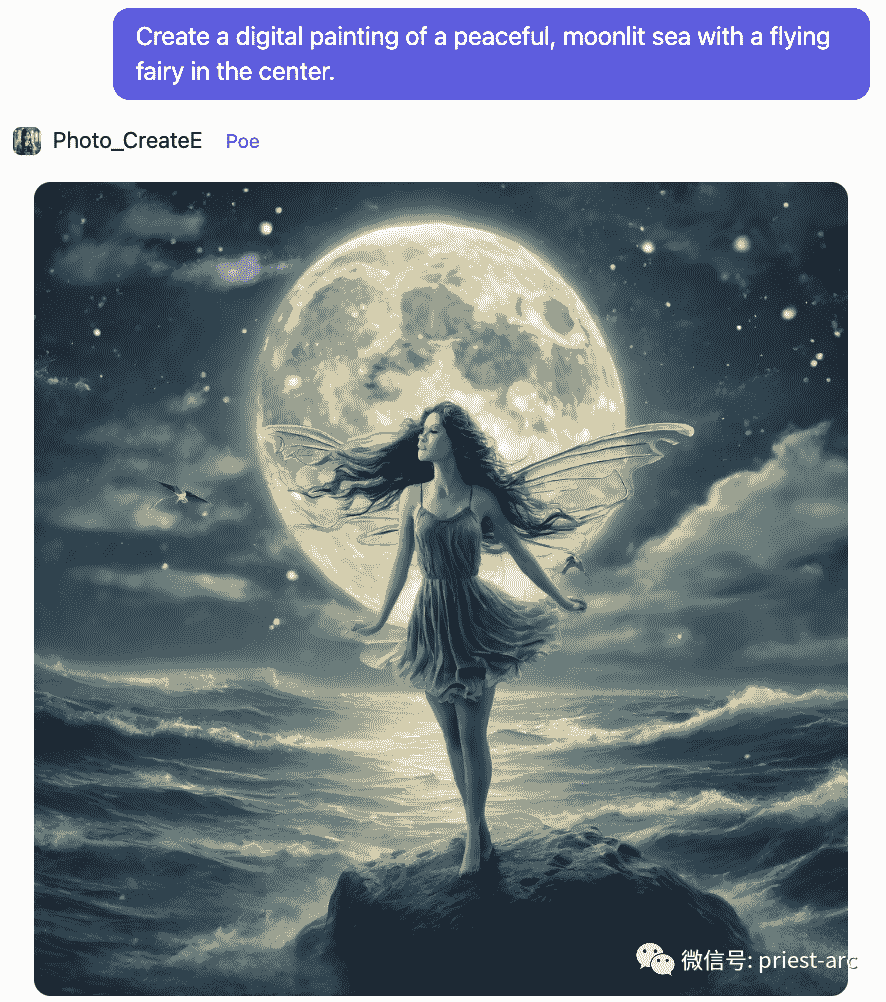 Create a digital painting of a peaceful, moonlit sea with a flying
fairy in the center.
Photo_CreateE Poe
微信号: priest-arc